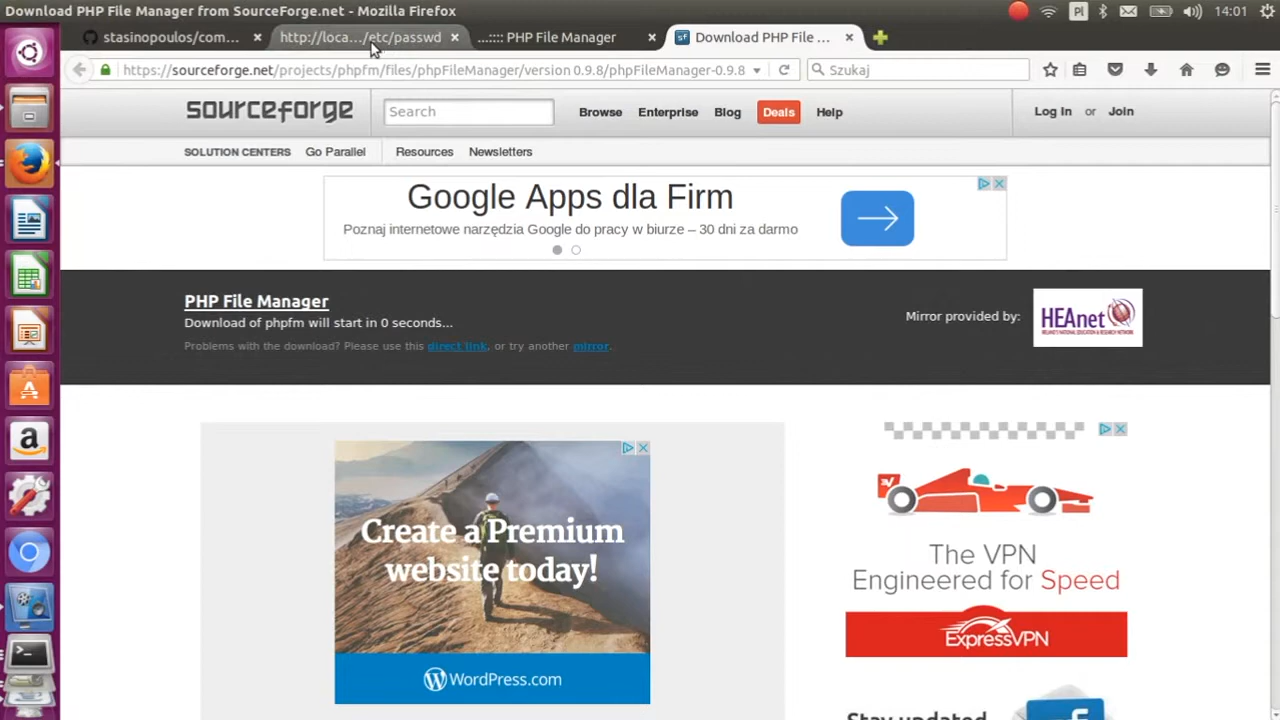 Download PHP File Manager from SourceForge.net - Mozilla Firefox
Pl
14:01
stasinopoulos/com...
http://loca.../etc/passwd
...:::: PHP File Manager
sf
Download PHP File ...
https://sourceforge.net/projects/phpfm/files/phpFileManager/version 0.9.8/phpFileManager-0.9.8
Szukaj
sourceforge
Search
Browse
Enterprise
Blog
Deals
Help
Log In
or
Join
SOLUTION CENTERS
Go Parallel
Resources
Newsletters
Google Apps dla Firm
Poznaj internetowe narzędzia Google do pracy w biurze – 30 dni za darmo
PHP File Manager
Download of phpfm will start in 0 seconds...
Problems with the download? Please use this direct link, or try another mirror.
Mirror provided by:
HEAnet
Create a Premium
website today!
WordPress.com
The VPN
Engineered for Speed
ExpressVPN
Stay updated